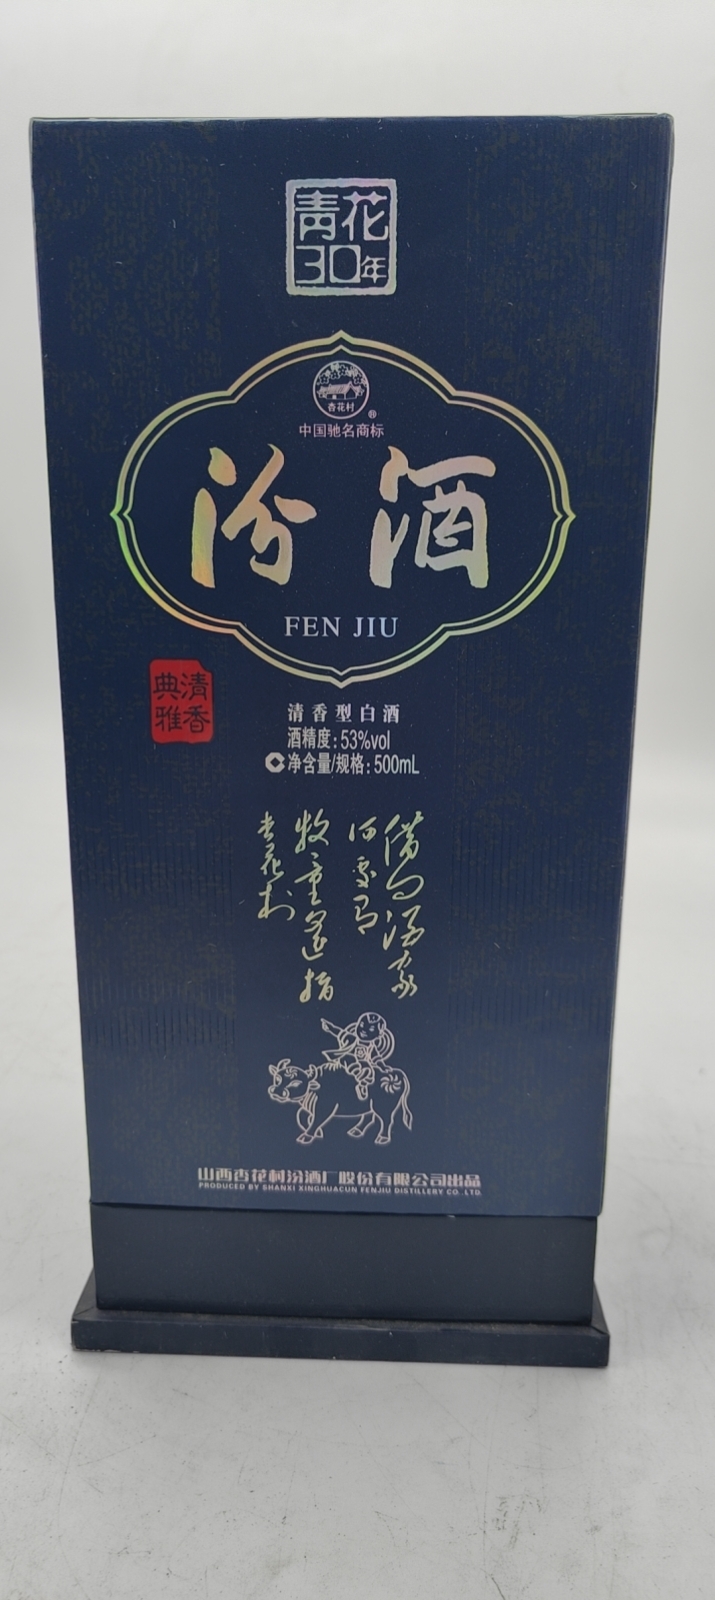 青花
30年
杏花村
®
中国驰名商标
汾酒
FEN JIU
清香
典雅
清香型白酒
酒精度:53%vol
净含量/规格:500mL
借问酒家
何处有
牧童遥指
杏花村
山西杏花村汾酒厂股份有限公司出品
PRODUCED BY SHANXI XINGHUACUN FENJIU DISTILLERY CO. LTD.